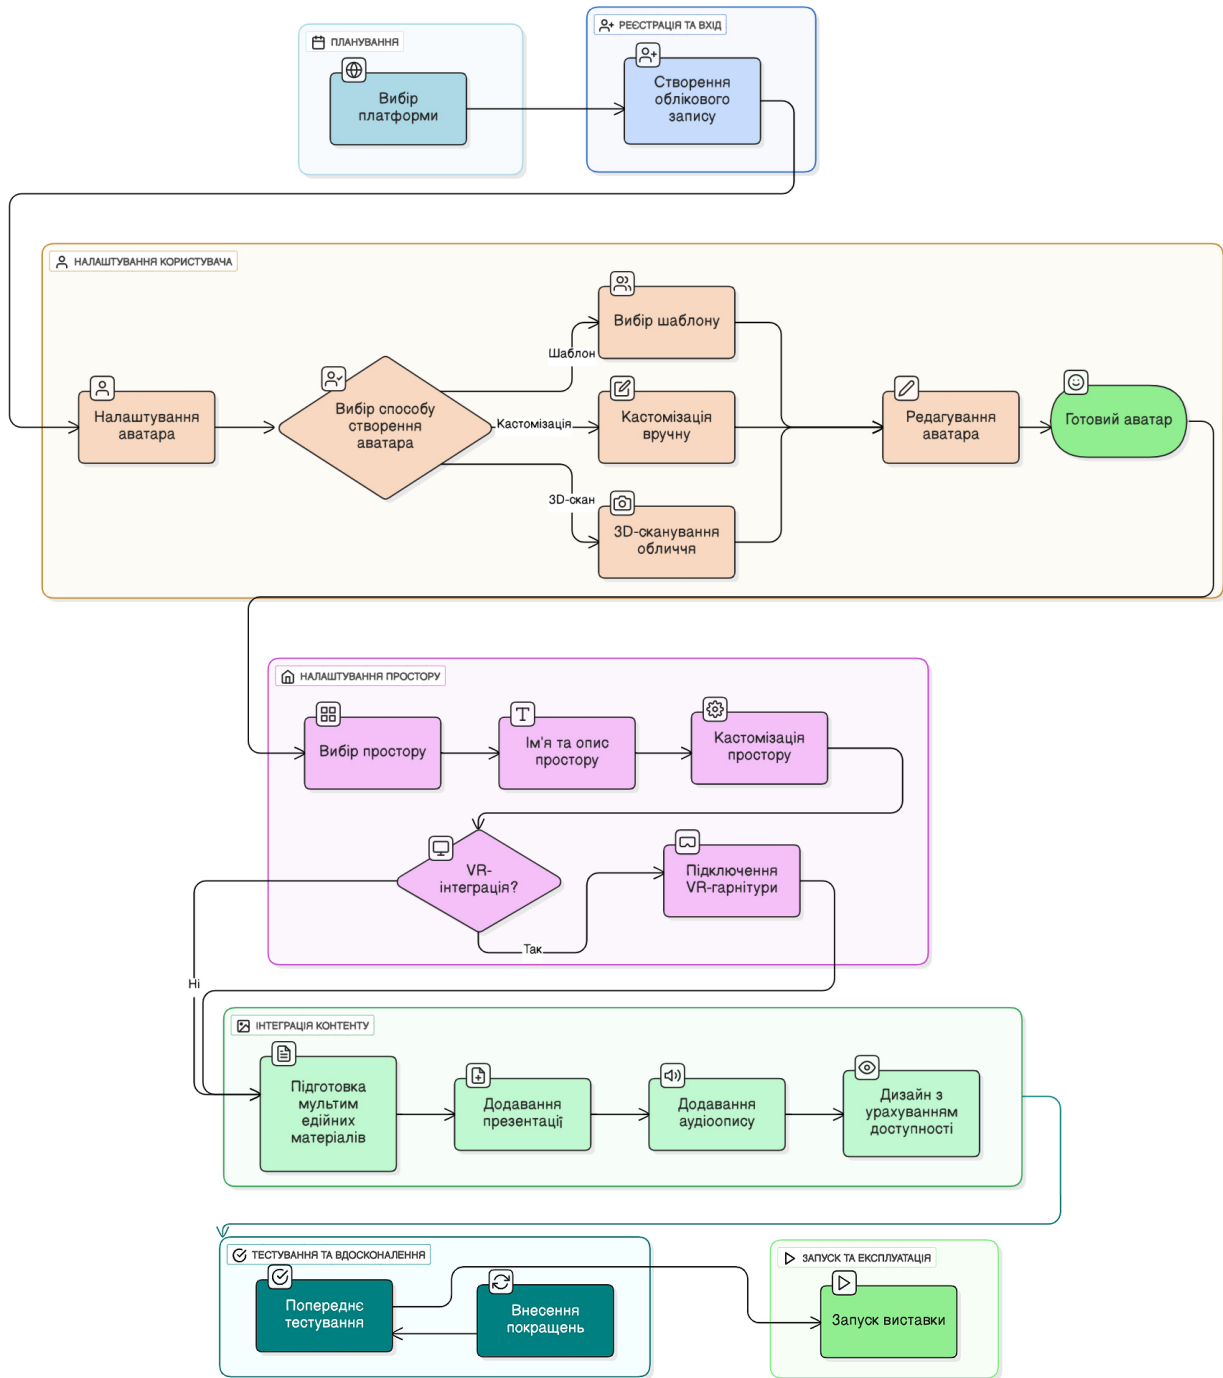 ПЛАНУВАННЯ
РЕЄСТРАЦІЯ ТА ВХІД
Вибір
платформи
Створення
облікового
запису
НАЛАШТУВАННЯ КОРИСТУВАЧА
Налаштування
аватара
Вибір способу
створення
аватара
Шаблон
Кастомізація
3D-скан
Вибір шаблону
Кастомізація
вручну
3D-сканування
обличчя
Редагування
аватара
Готовий аватар
НАЛАШТУВАННЯ ПРОСТОРУ
Вибір простору
Ім'я та опис
простору
Кастомізація
простору
VR-
інтеграція?
Підключення
VR-гарнітури
Так
Ні
ІНТЕГРАЦІЯ КОНТЕНТУ
Підготовка
мультим
едійних
матеріалів
Додавання
презентації
Додавання
аудіоопису
Дизайн з
урахуванням
доступності
ТЕСТУВАННЯ ТА ВДОСКОНАЛЕННЯ
Попереднє
тестування
Внесення
покращень
ЗАПУСК ТА ЕКСПЛУАТАЦІЯ
Запуск виставки